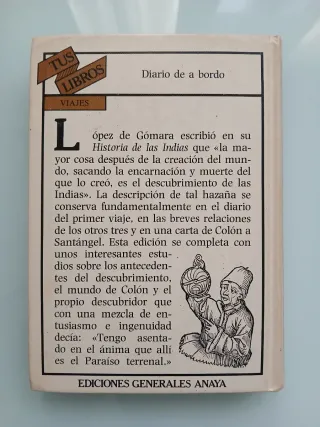 TUS
LIBROS
VIAJES
Diario de a bordo
López de Gómara escribió en su
Historia de las Indias que «la ma-
yor cosa después de la creación del mun-
do, sacando la encarnación y muerte del
que lo creó, es el descubrimiento de las
Indias». La descripción de tal hazaña se
conserva fundamentalmente en el diario
del primer viaje, en las breves relaciones
de los otros tres y en una carta de Colón a
Santángel. Esta edición se completa con
unos interesantes estu-
dios sobre los anteceden-
tes del descubrimiento,
el mundo de Colón y el
propio descubridor que
con una mezcla de en-
tusiasmo e ingenuidad
decía: «Tengo asenta-
do en el ánima que allí
es el Paraíso terrenal.»
EDICIONES GENERALES ANAYA